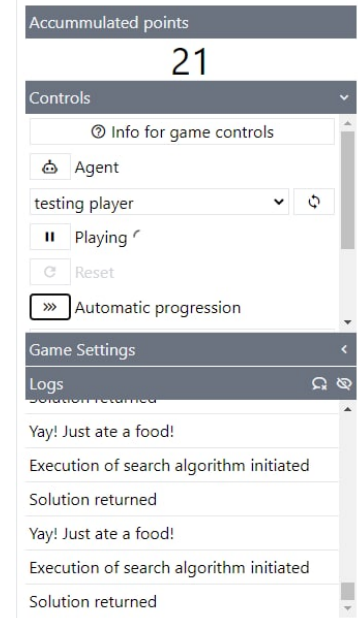 Accummulated points
21
Controls
Info for game controls
Agent
testing player
Playing
Reset
Automatic progression
Game Settings
Logs
Solution returned
Yay! Just ate a food!
Execution of search algorithm initiated
Solution returned
Yay! Just ate a food!
Execution of search algorithm initiated
Solution returned